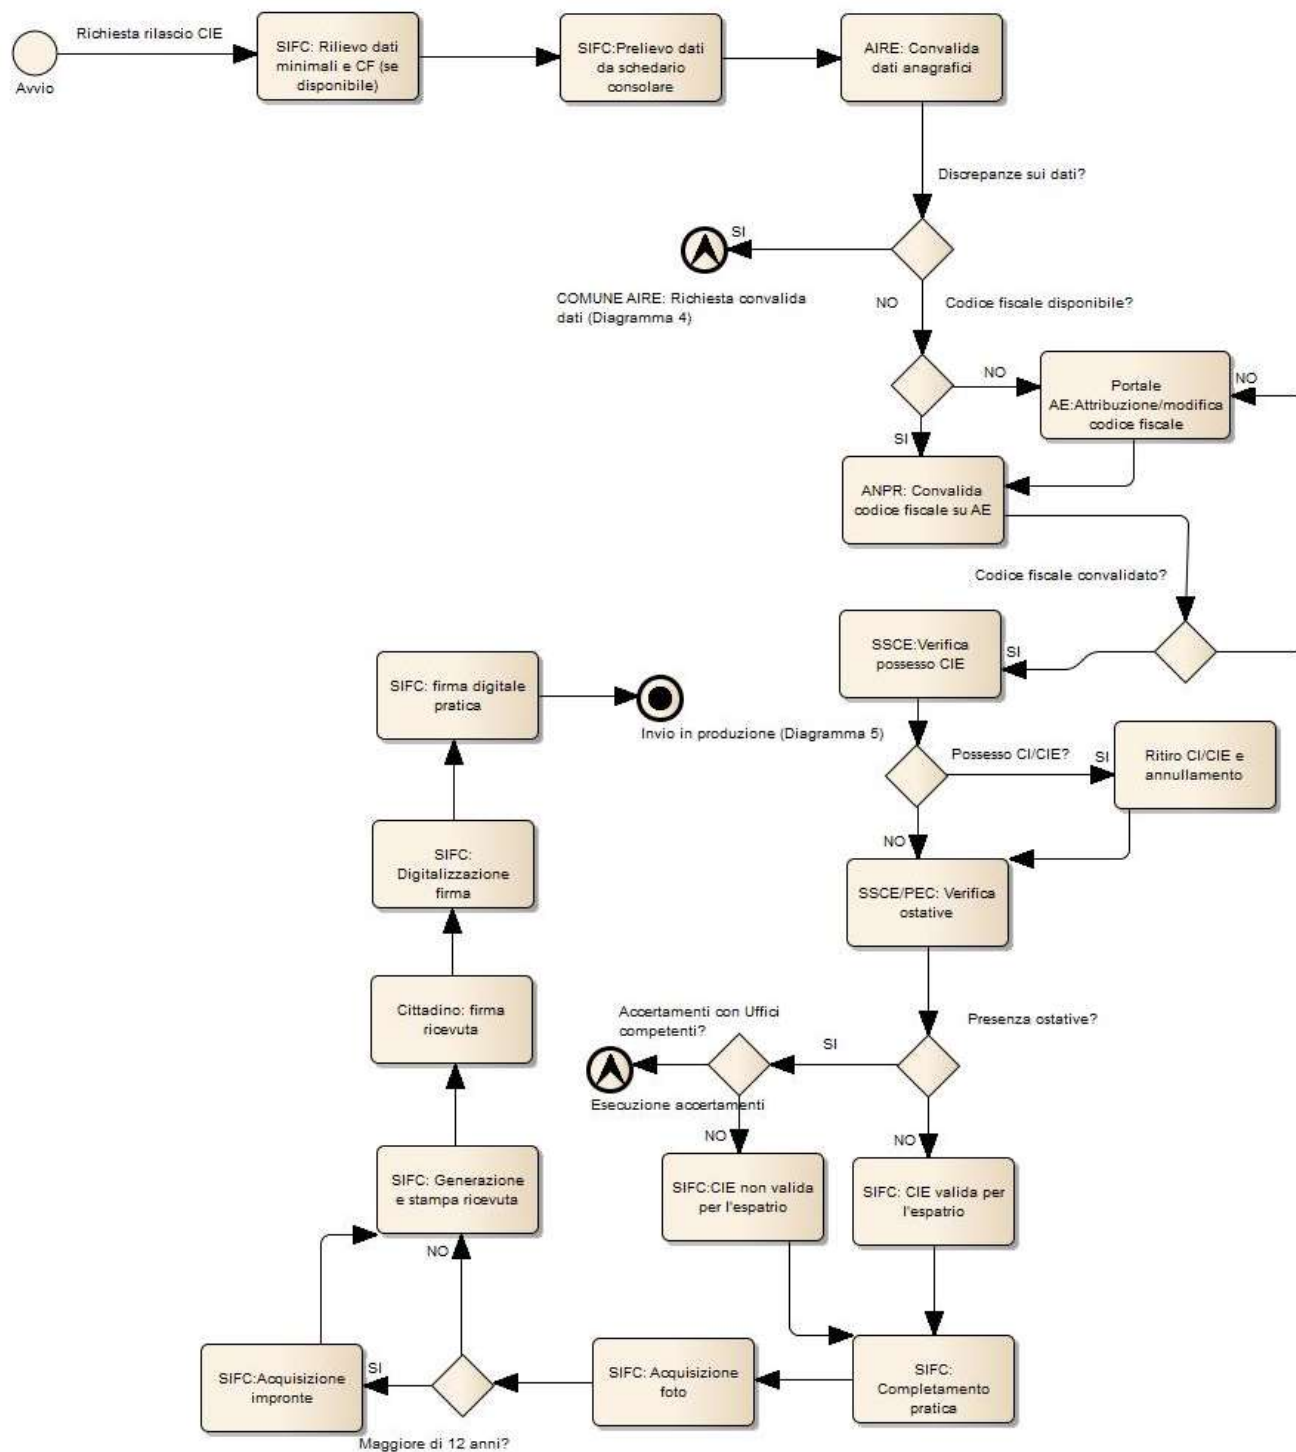 Richiesta rilascio CIE
Avvio
SIFC: Rilievo dati
minimali e CF (se
disponibile)
SIFC:Prelievo dati
da schedario
consolare
AIRE: Convalida
dati anagrafici
Discrepanze sui dati?
SI
COMUNE AIRE: Richiesta convalida
dati (Diagramma 4)
NO
Codice fiscale disponibile?
NO
Portale
AE:Attribuzione/modifica
codice fiscale
NO
SI
ANPR: Convalida
codice fiscale su AE
Codice fiscale convalidato?
SI
SSCE:Verifica
possesso CIE
Possesso CI/CIE?
SI
Ritiro CI/CIE e
annullamento
NO
SSCE/PEC: Verifica
ostative
Presenza ostative?
SI
Accertamenti con Uffici
competenti?
Esecuzione accertamenti
NO
NO
SIFC:CIE non valida
per l'espatrio
SIFC: CIE valida per
l'espatrio
SIFC:
Completamento
pratica
SIFC: Acquisizione
foto
Maggiore di 12 anni?
SI
SIFC:Acquisizione
impronte
NO
SIFC: Generazione
e stampa ricevuta
Cittadino: firma
ricevuta
SIFC:
Digitalizzazione
firma
SIFC: firma digitale
pratica
Invio in produzione (Diagramma 5)